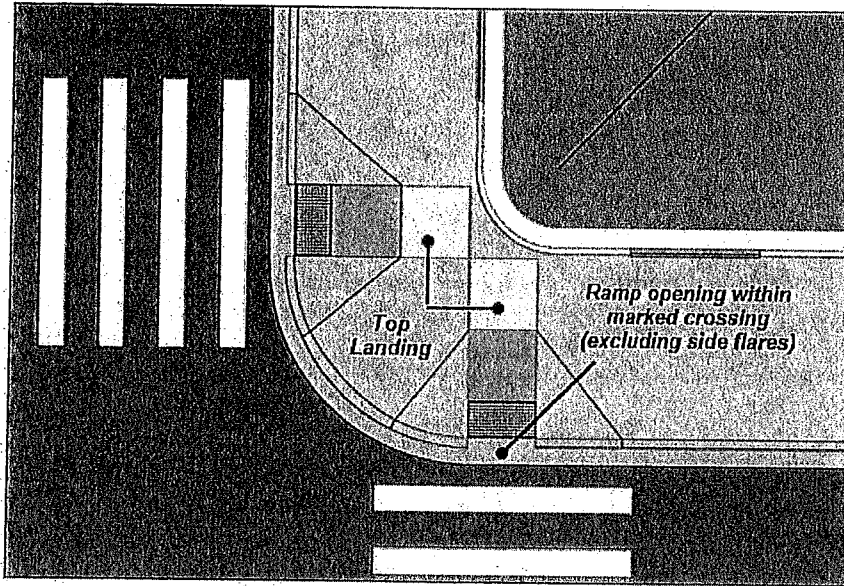 Top
Landing
Ramp opening within
marked crossing
(excluding side flares)